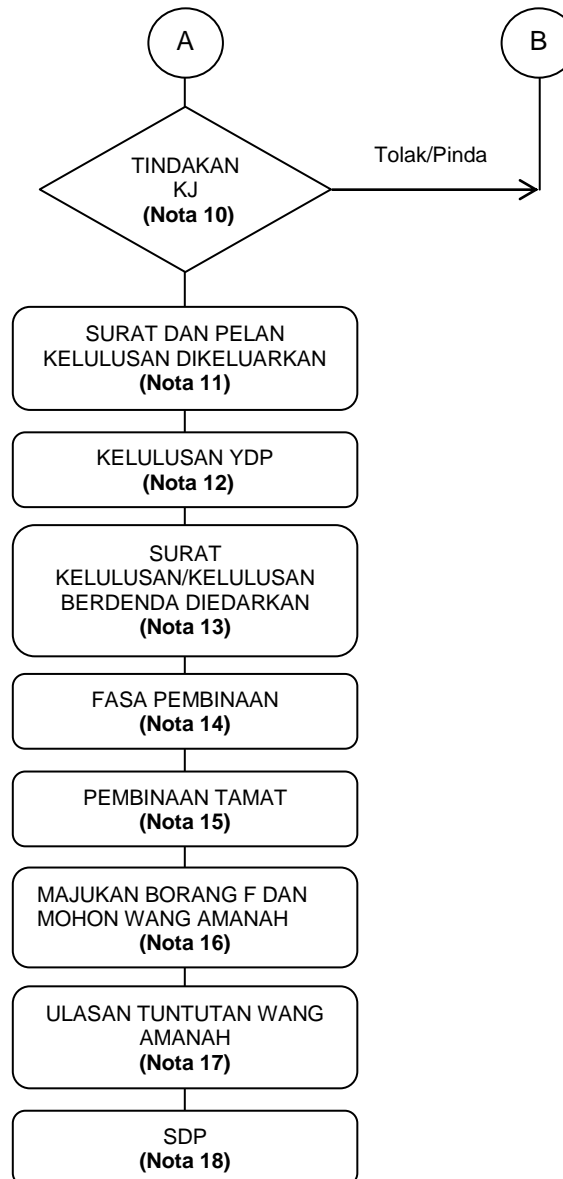 A
B
TINDAKAN
KJ
(Nota 10)
Tolak/Pinda
SURAT DAN PELAN
KELULUSAN DIKELUARKAN
(Nota 11)
KELULUSAN YDP
(Nota 12)
SURAT
KELULUSAN/KELULUSAN
BERDENDA DIEDARKAN
(Nota 13)
FASA PEMBINAAN
(Nota 14)
PEMBINAAN TAMAT
(Nota 15)
MAJUKAN BORANG F DAN
MOHON WANG AMANAH
(Nota 16)
ULASAN TUNTUTAN WANG
AMANAH
(Nota 17)
SDP
(Nota 18)